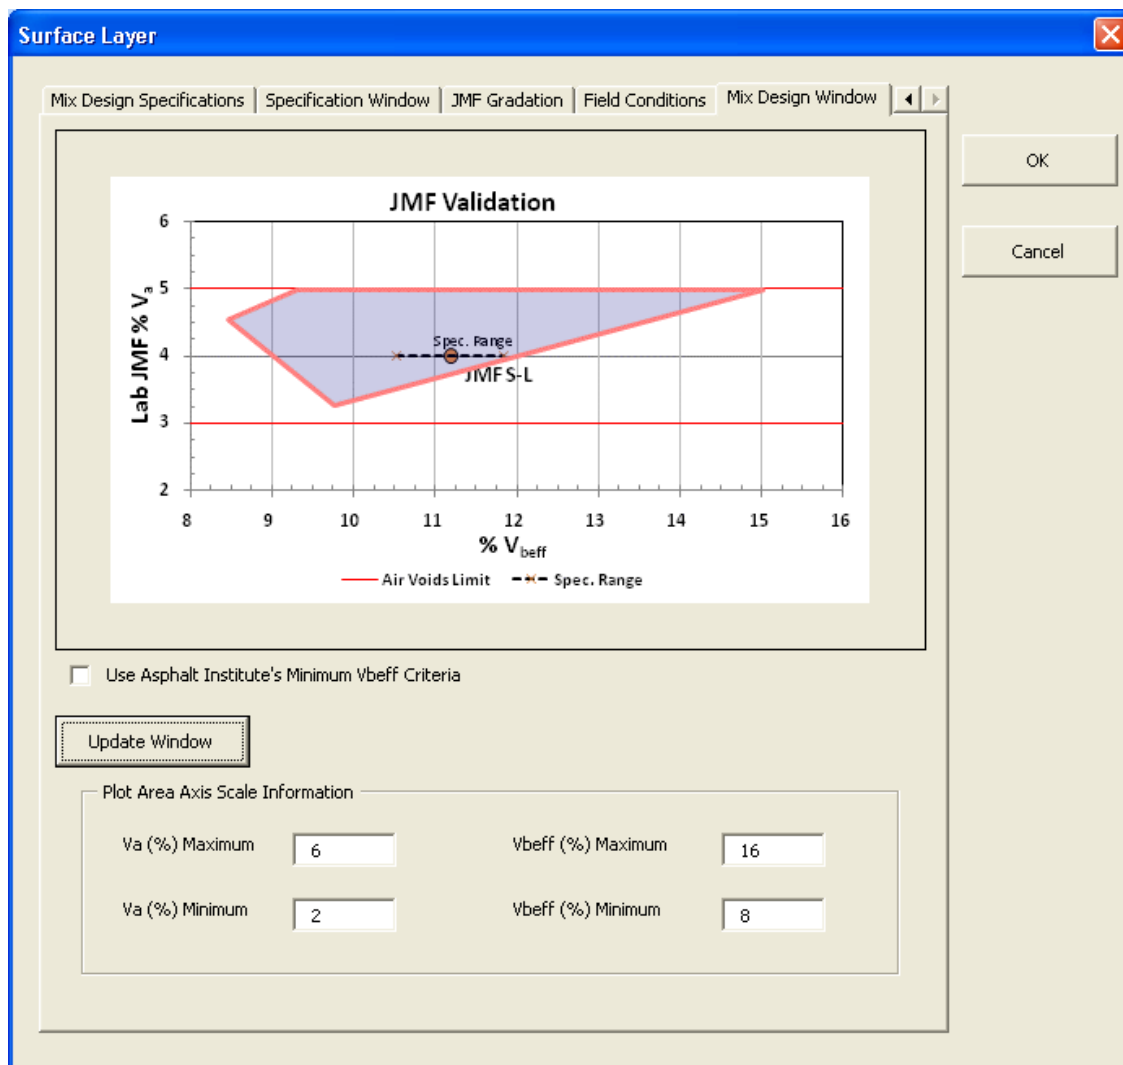 Surface Layer
Mix Design Specifications Specification Window JMF Gradation Field Conditions Mix Design Window
OK
Cancel
JMF Validation
6
5
4
3
2
Lab JMF % Va
Spec. Range
JMF S-L
8 9 10 11 12 13 14 15 16
% Vbeff
Air Voids Limit Spec. Range
Use Asphalt Institute's Minimum Vbeff Criteria
Update Window
Plot Area Axis Scale Information
Va (%) Maximum 6 Vbeff (%) Maximum 16
Va (%) Minimum 2 Vbeff (%) Minimum 8